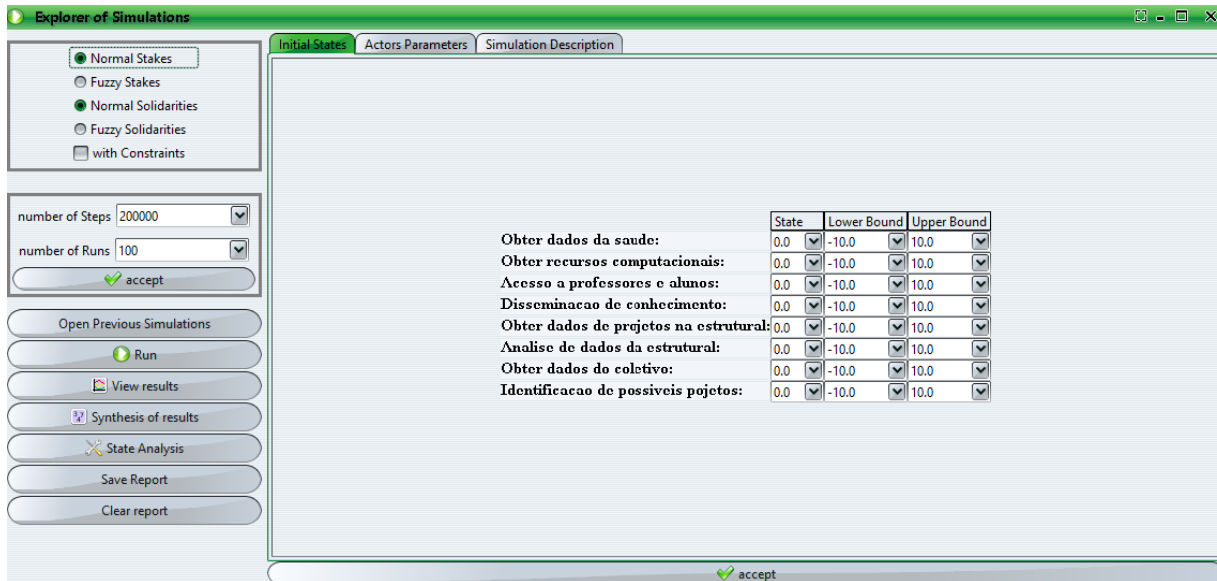 Explorer of Simulations
Normal Stakes
Fuzzy Stakes
Normal Solidarities
Fuzzy Solidarities
with Constraints
number of Steps 200000
number of Runs 100
accept
Open Previous Simulations
Run
View results
Synthesis of results
State Analysis
Save Report
Clear report
Initial States Actors Parameters Simulation Description
State Lower Bound Upper Bound
Obter dados da saude: 0.0 -10.0 10.0
Obter recursos computacionais: 0.0 -10.0 10.0
Acesso a professores e alunos: 0.0 -10.0 10.0
Disseminacao de conhecimento: 0.0 -10.0 10.0
Obter dados de projetos na estrutural: 0.0 -10.0 10.0
Analise de dados da estrutural: 0.0 -10.0 10.0
Obter dados do coletivo: 0.0 -10.0 10.0
Identificacao de possiveis pojetos: 0.0 -10.0 10.0
accept